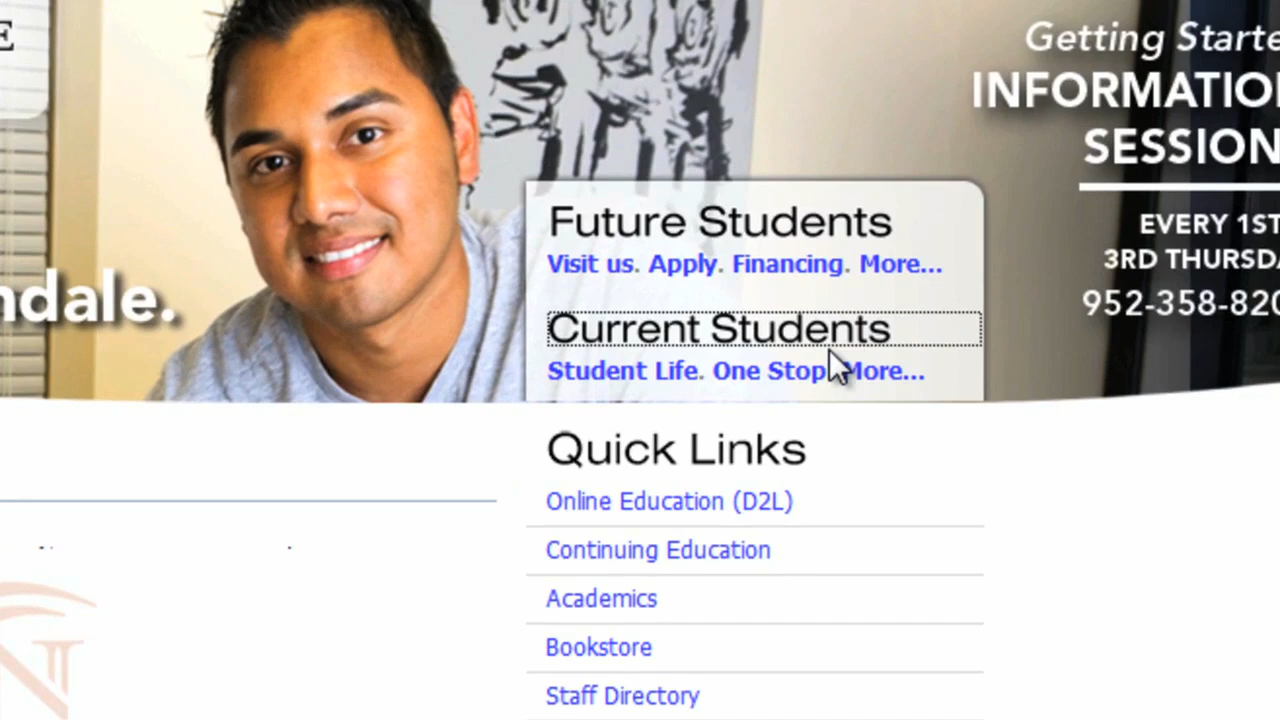 E
ndale.
Getting Starte
INFORMATION
SESSION
EVERY 1ST
3RD THURSDA
952-358-820
Future Students
Visit us. Apply. Financing. More...
Current Students
Student Life. One Stop. More...
Quick Links
Online Education (D2L)
Continuing Education
Academics
Bookstore
Staff Directory
N